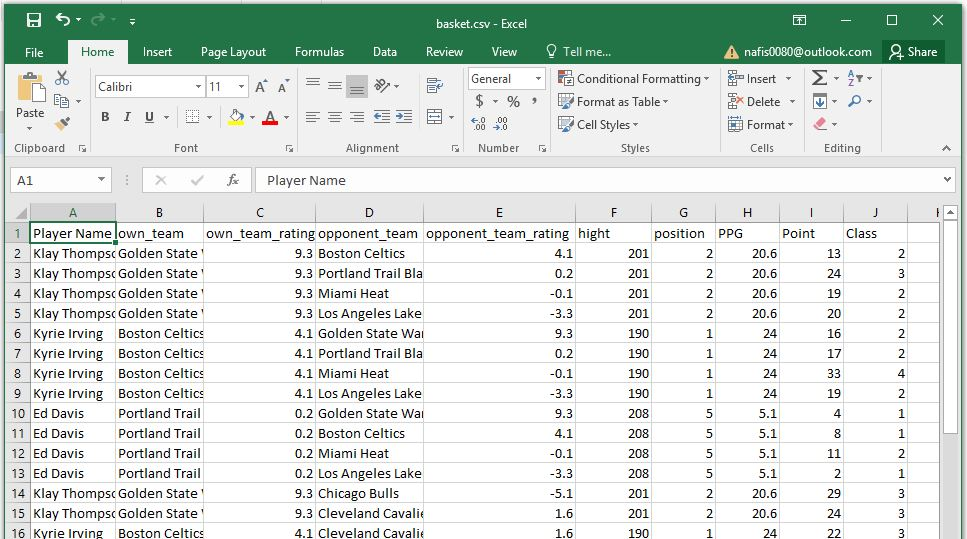 basket.csv - Excel
File Home Insert Page Layout Formulas Data Review View Tell me... nafis0080@outlook.com Share
Calibri 11 General Conditional Formatting Insert
Paste B I U $ % , Format as Table Delete
Cell Styles Format
Clipboard Font Alignment Number Styles Cells Editing
A1 fx Player Name
A B C D E F G H I J
1 Player Name own_team own_team_rating opponent_team opponent_team_rating hight position PPG Point Class
2 Klay Thompso Golden State 9.3 Boston Celtics 4.1 201 2 20.6 13 2
3 Klay Thompso Golden State 9.3 Portland Trail Bla 0.2 201 2 20.6 24 3
4 Klay Thompso Golden State 9.3 Miami Heat -0.1 201 2 20.6 19 2
5 Klay Thompso Golden State 9.3 Los Angeles Lake -3.3 201 2 20.6 20 2
6 Kyrie Irving Boston Celtics 4.1 Golden State War 9.3 190 1 24 16 2
7 Kyrie Irving Boston Celtics 4.1 Portland Trail Bla 0.2 190 1 24 17 2
8 Kyrie Irving Boston Celtics 4.1 Miami Heat -0.1 190 1 24 33 4
9 Kyrie Irving Boston Celtics 4.1 Los Angeles Lake -3.3 190 1 24 19 2
10 Ed Davis Portland Trail 0.2 Golden State War 9.3 208 5 5.1 4 1
11 Ed Davis Portland Trail 0.2 Boston Celtics 4.1 208 5 5.1 8 1
12 Ed Davis Portland Trail 0.2 Miami Heat -0.1 208 5 5.1 11 2
13 Ed Davis Portland Trail 0.2 Los Angeles Lake -3.3 208 5 5.1 2 1
14 Klay Thompso Golden State 9.3 Chicago Bulls -5.1 201 2 20.6 29 3
15 Klay Thompso Golden State 9.3 Cleveland Cavalie 1.6 201 2 20.6 24 3
16 Kyrie Irving Boston Celtics 4.1 Cleveland Cavalie 1.6 190 1 24 22 3